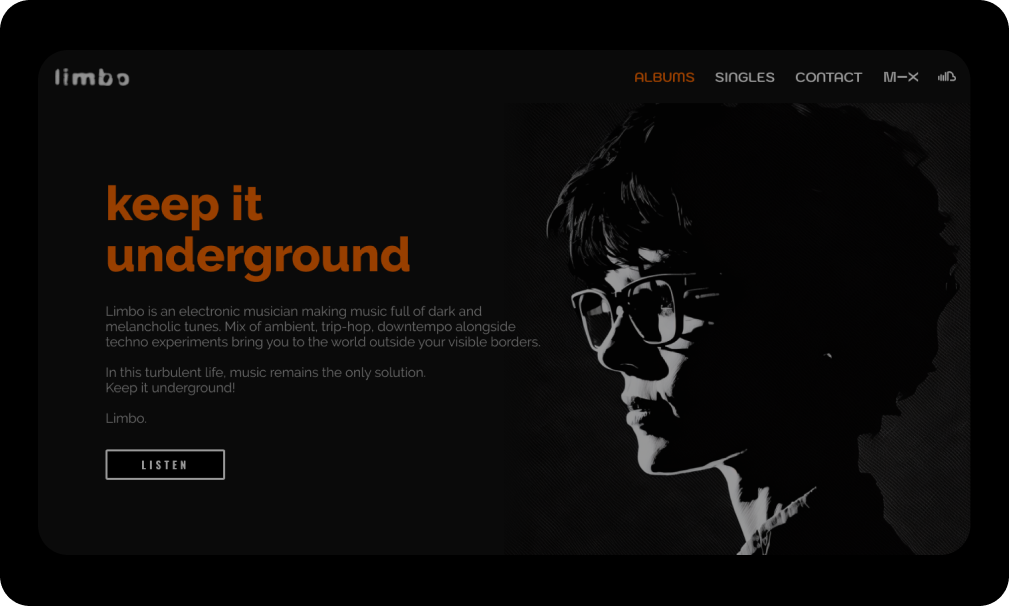 limbo
ALBUMS SINGLES CONTACT M—X
keep it
underground
Limbo is an electronic musician making music full of dark and
melancholic tunes. Mix of ambient, trip-hop, downtempo alongside
techno experiments bring you to the world outside your visible borders.
In this turbulent life, music remains the only solution.
Keep it underground!
Limbo.
LISTEN